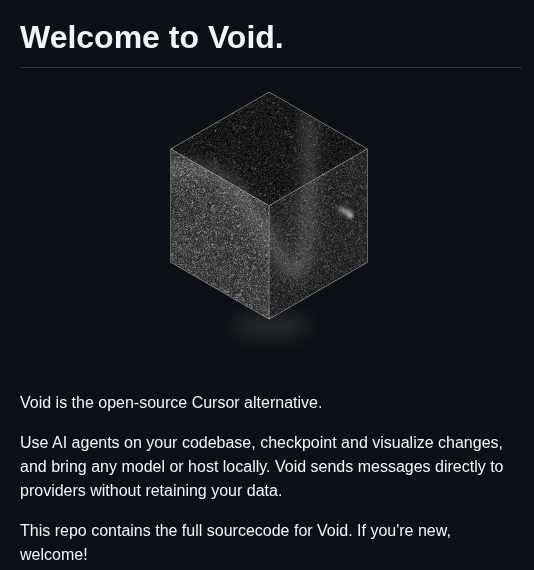 Welcome to Void.
Void is the open-source Cursor alternative.
Use AI agents on your codebase, checkpoint and visualize changes,
and bring any model or host locally. Void sends messages directly to
providers without retaining your data.
This repo contains the full sourcecode for Void. If you're new,
welcome!